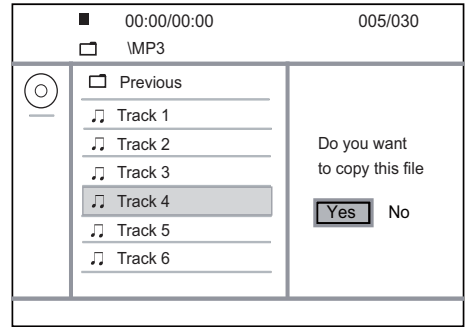 00:00/00:00 005/030
\MP3
Previous
Track 1
Track 2
Track 3
Track 4
Track 5
Track 6
Do you want
to copy this file
Yes No